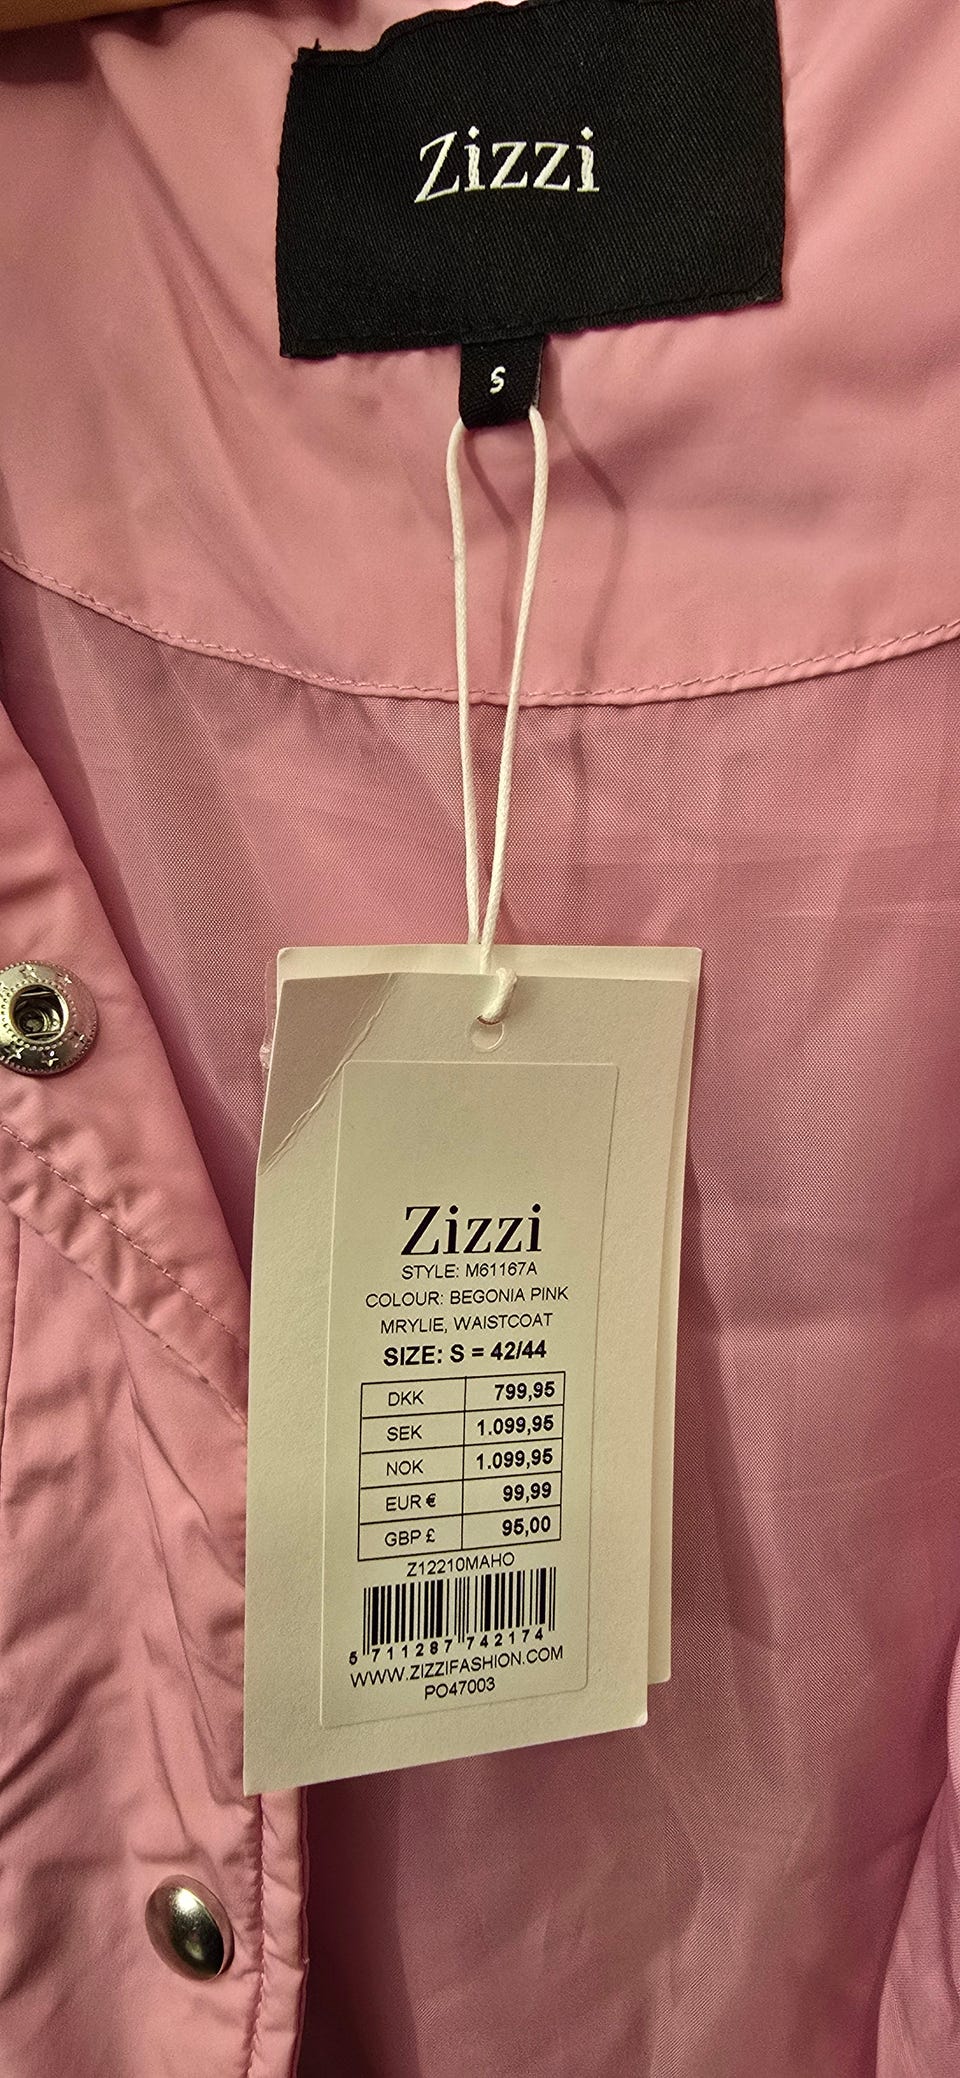 Zizzi
S
Zizzi
STYLE: M61167A
COLOUR: BEGONIA PINK
MRYLIE, WAISTCOAT
SIZE: S = 42/44
DKK 799,95
SEK 1.099,95
NOK 1.099,95
EUR € 99,99
GBP £ 95,00
Z12210MAHO
5 711287 742174
WWW.ZIZZIFASHION.COM
PO47003